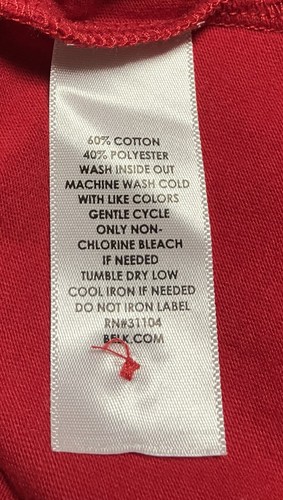 60% COTTON
40% POLYESTER
WASH INSIDE OUT
MACHINE WASH COLD
WITH LIKE COLORS
GENTLE CYCLE
ONLY NON-
CHLORINE BLEACH
IF NEEDED
TUMBLE DRY LOW
COOL IRON IF NEEDED
DO NOT IRON LABEL
RN#31104
BELK.COM